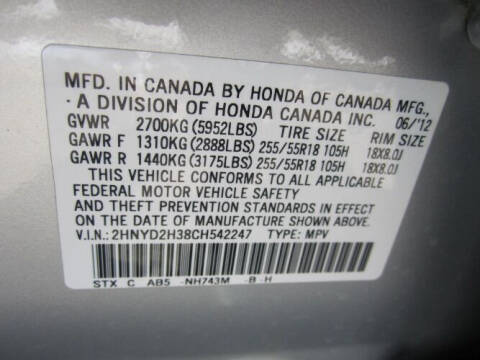 MFD. IN CANADA BY HONDA OF CANADA MFG.,
· A DIVISION OF HONDA CANADA INC. 06/'12
GVWR 2700KG (5952LBS) TIRE SIZE RIM SIZE
GAWR F 1310KG (2888LBS) 255/55R18 105H 18X8.0J
GAWR R 1440KG (3175LBS) 255/55R18 105H 18X8.0J
THIS VEHICLE CONFORMS TO ALL APPLICABLE
FEDERAL MOTOR VEHICLE SAFETY
AND THEFT PREVENTION STANDARDS IN EFFECT
ON THE DATE OF MANUFACTURE SHOWN ABOVE.
V.I.N.: 2HNYD2H38CH542247 TYPE: MPV
STX C AB5 -NH743M -B -H